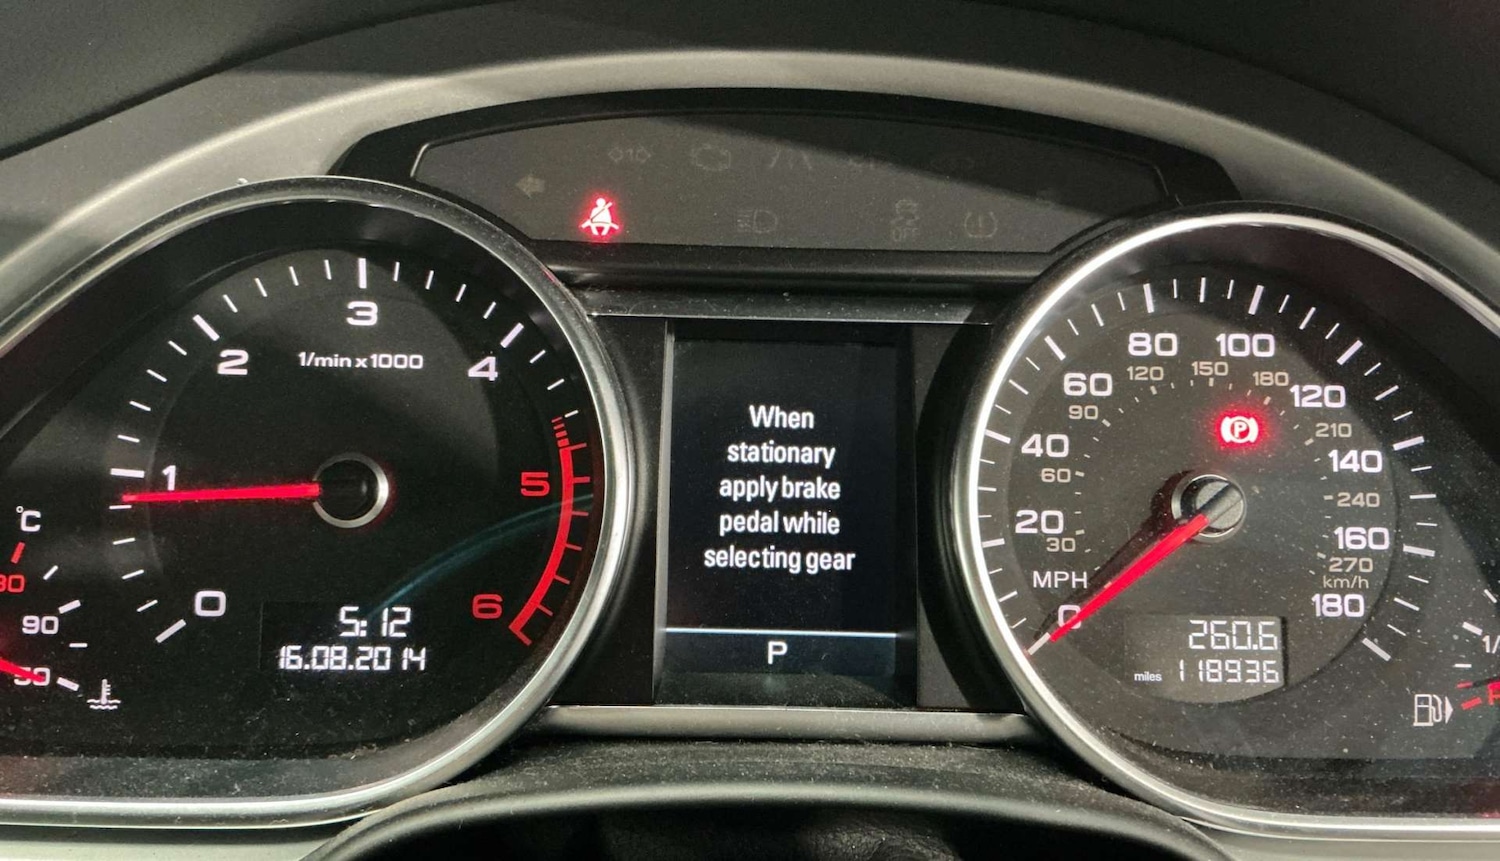 3
2
1/min x 1000
4
1
5
0
6
5:12
16.08.2014
°C
90
OFF
When
stationary
apply brake
pedal while
selecting gear
P
80
100
120
150
60
180
120
90
P
210
40
140
60
240
20
160
30
270
MPH
km/h
0
180
260.6
miles 118936